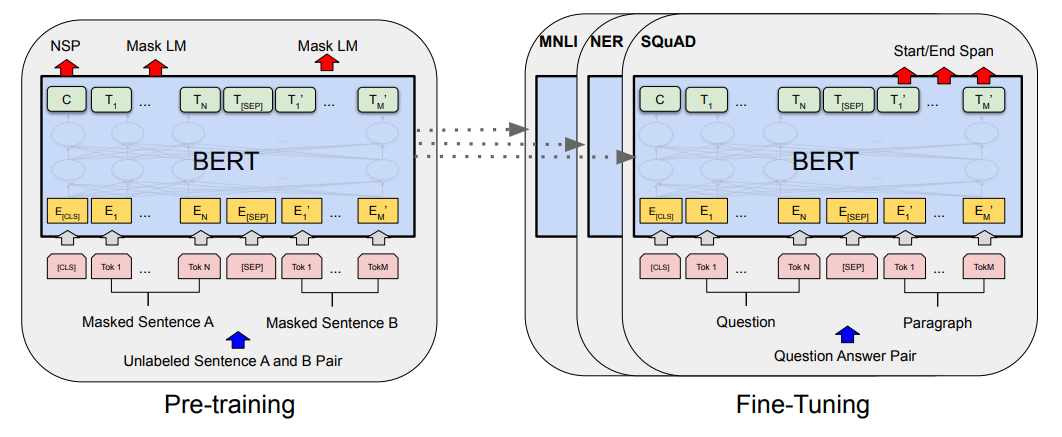 NSP Mask LM Mask LM
C T1 ... TN T[SEP] T1' ... TM'
BERT
E[CLS] E1 ... EN E[SEP] E1' ... EM'
[CLS] Tok 1 ... Tok N [SEP] Tok 1 ... TokM
Masked Sentence A Masked Sentence B
Unlabeled Sentence A and B Pair
Pre-training
MNLI NER SQuAD
Start/End Span
C T1 ... TN T[SEP] T1' ... TM'
BERT
E[CLS] E1 ... EN E[SEP] E1' ... EM'
[CLS] Tok 1 ... Tok N [SEP] Tok 1 ... TokM
Question Paragraph
Question Answer Pair
Fine-Tuning